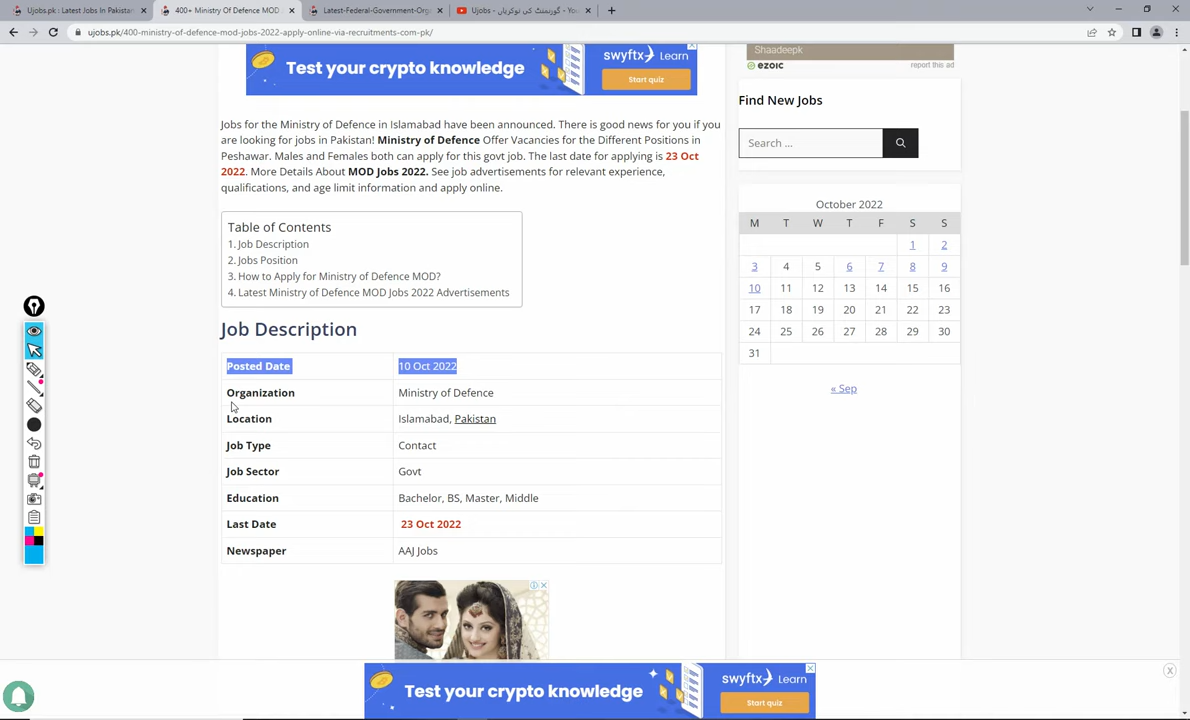 Ujobs.pk : Latest Jobs In Pakistan
400+ Ministry Of Defence MOD
Latest-Federal-Government-Org
Ujobs - گورنمنٹ کی نوکریاں - You
ujobs.pk/400-ministry-of-defence-mod-jobs-2022-apply-online-via-recruitments-com-pk/
Test your crypto knowledge
swyftx Learn
Start quiz
Shaadeepk
EZOIC
report this ad
Find New Jobs
Search ...
Jobs for the Ministry of Defence in Islamabad have been announced. There is good news for you if you
are looking for jobs in Pakistan! Ministry of Defence Offer Vacancies for the Different Positions in
Peshawar. Males and Females both can apply for this govt job. The last date for applying is 23 Oct
2022. More Details About MOD Jobs 2022. See job advertisements for relevant experience,
qualifications, and age limit information and apply online.
Table of Contents
1. Job Description
2. Jobs Position
3. How to Apply for Ministry of Defence MOD?
4. Latest Ministry of Defence MOD Jobs 2022 Advertisements
October 2022
M T W T F S S
1 2
3 4 5 6 7 8 9
10 11 12 13 14 15 16
17 18 19 20 21 22 23
24 25 26 27 28 29 30
31
« Sep
Job Description
Posted Date 10 Oct 2022
Organization Ministry of Defence
Location Islamabad, Pakistan
Job Type Contact
Job Sector Govt
Education Bachelor, BS, Master, Middle
Last Date 23 Oct 2022
Newspaper AAJ Jobs
Test your crypto knowledge
swyftx Learn
Start quiz